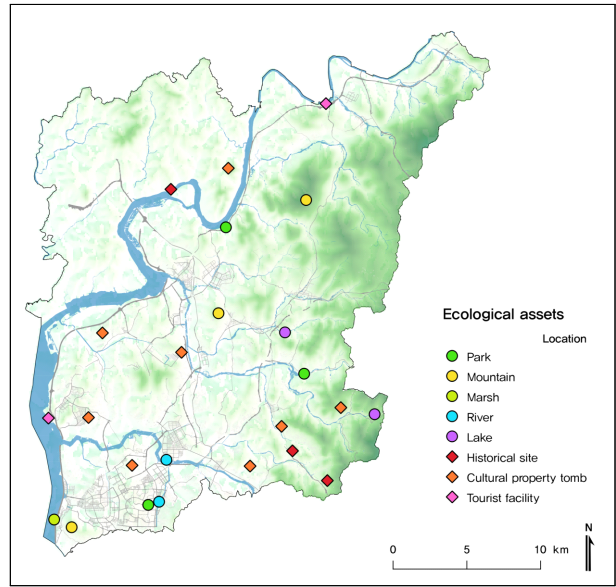 Ecological assets
Location
Park
Mountain
Marsh
River
Lake
Historical site
Cultural property tomb
Tourist facility
N
0 5 10 km